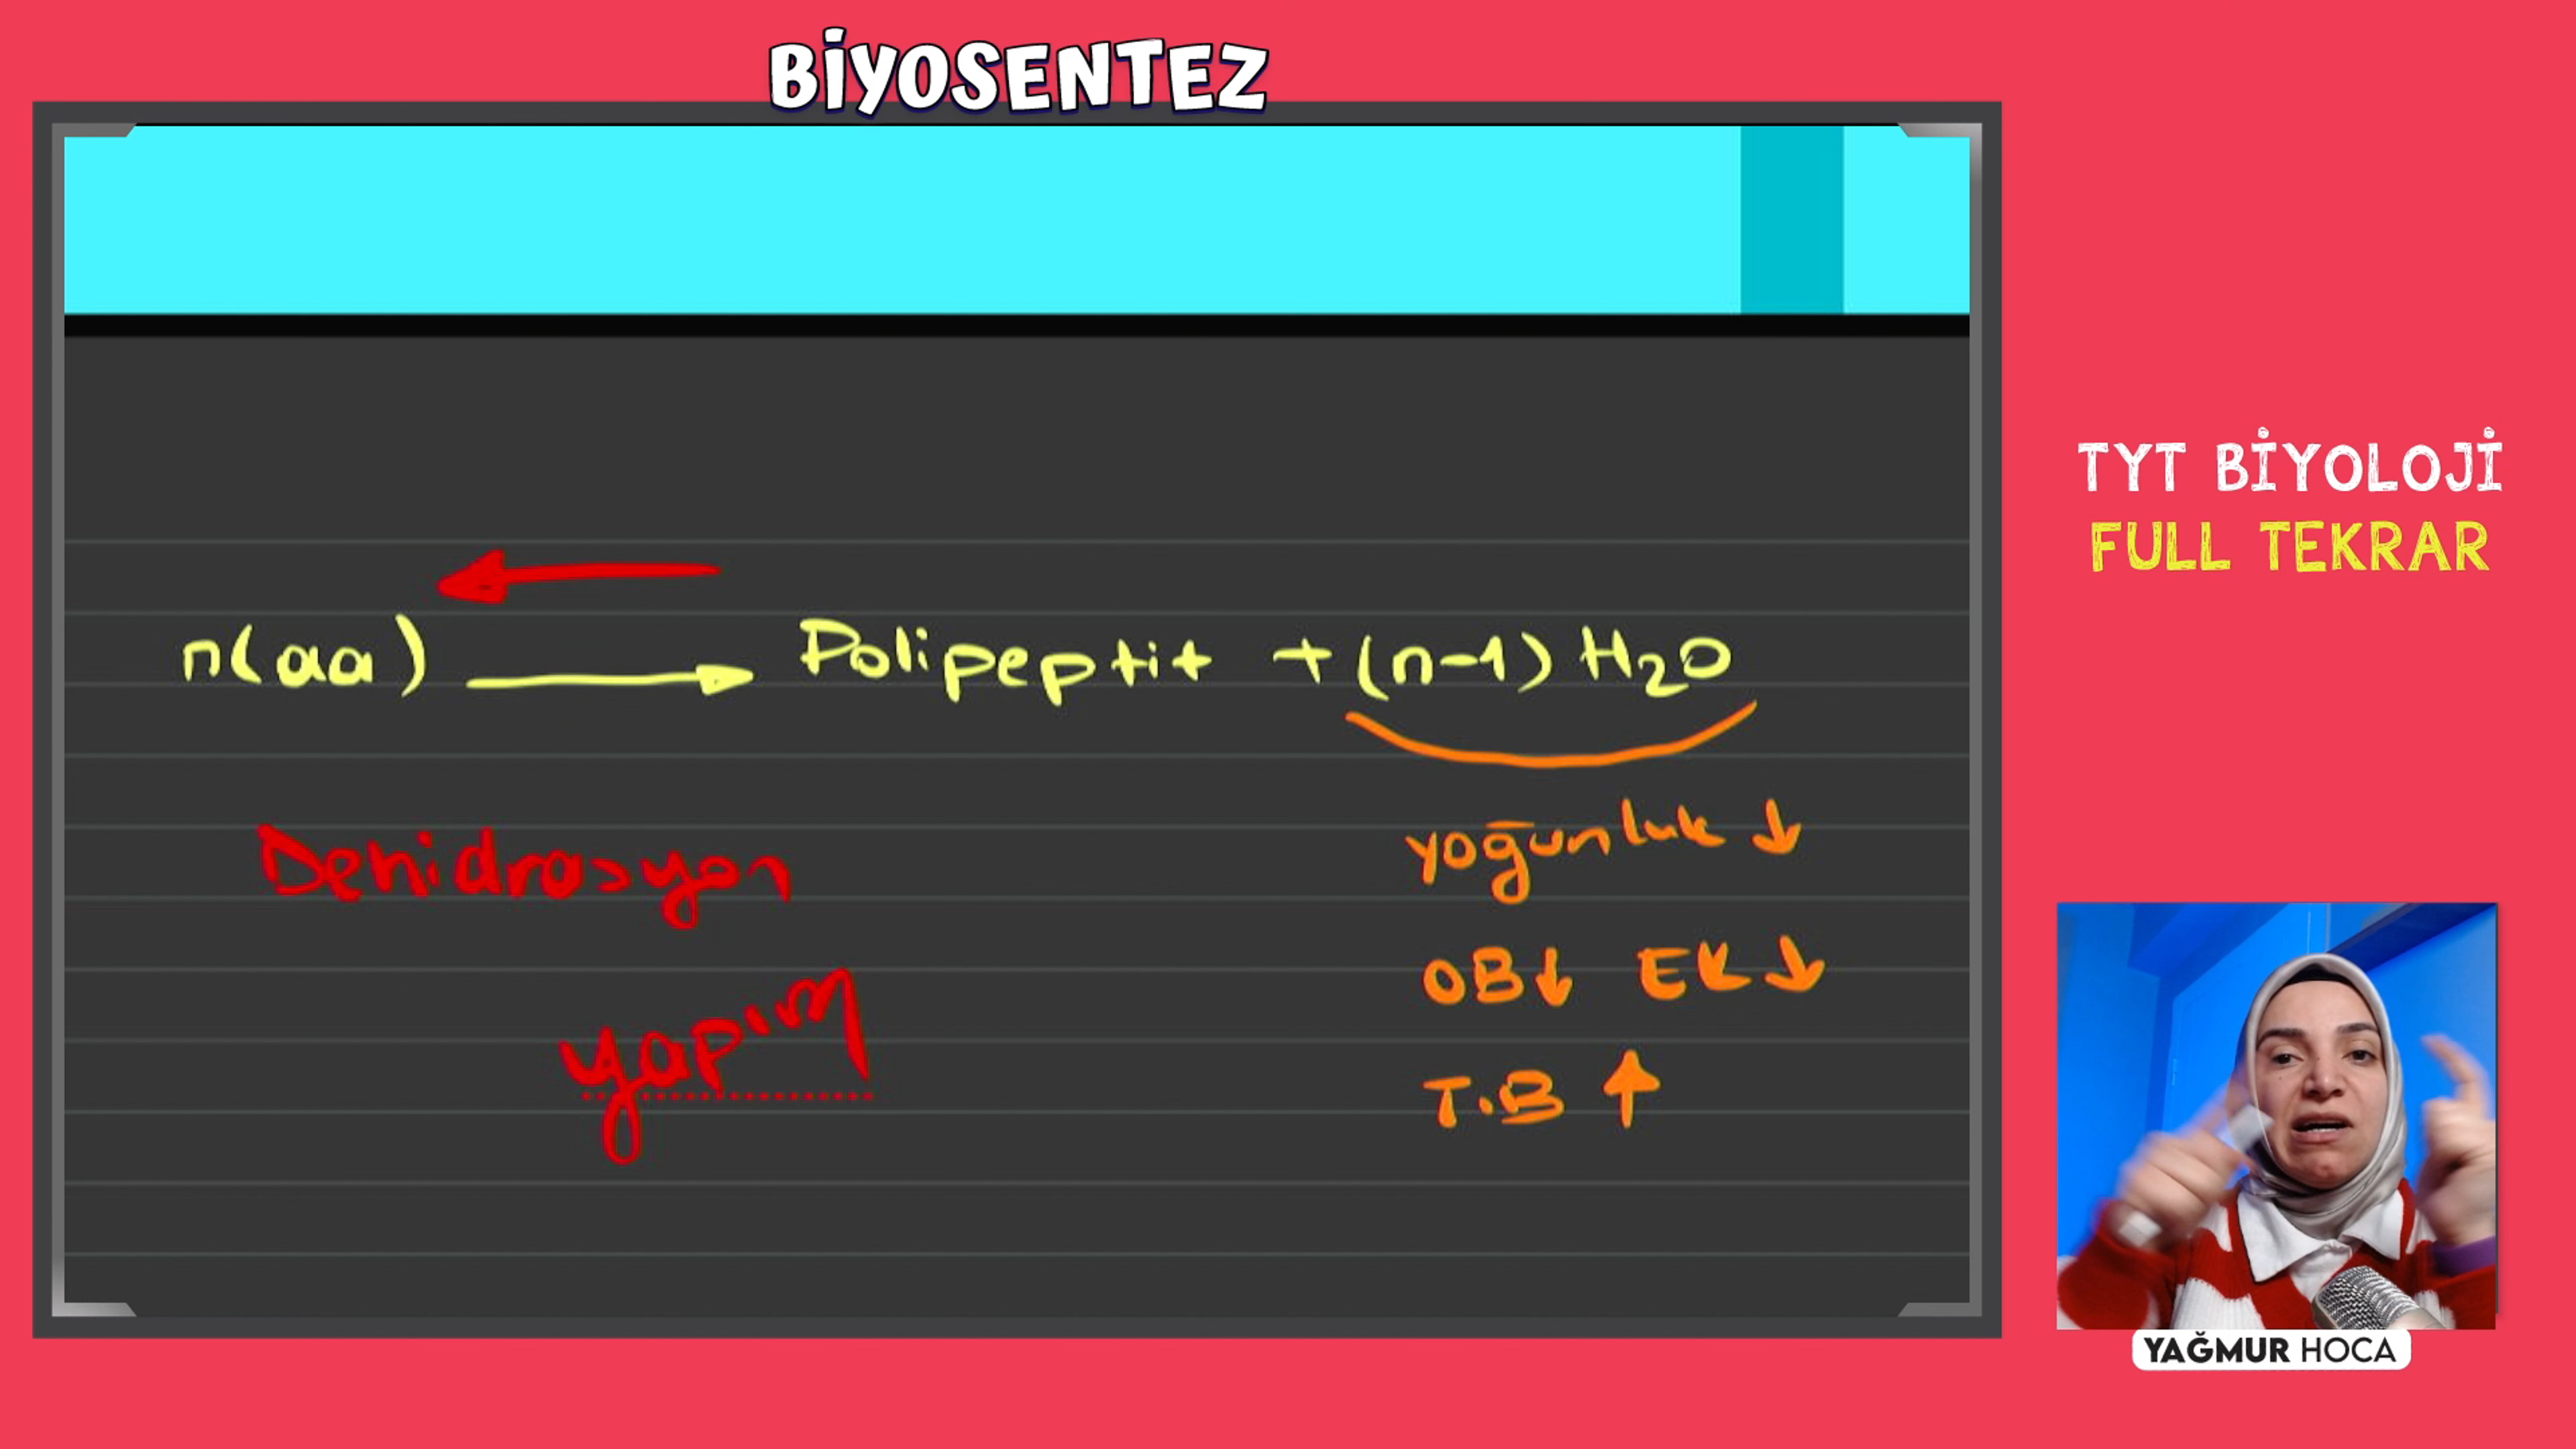 BİYOSENTEZ
TYT BİYOLOJİ
FULL TEKRAR
n(aa) → Polipeptit + (n-1) H₂O
Dehidrasyon
yapım
yoğunluk ↓
OB↓ EK↓
T.B ↑
YAĞMUR HOCA